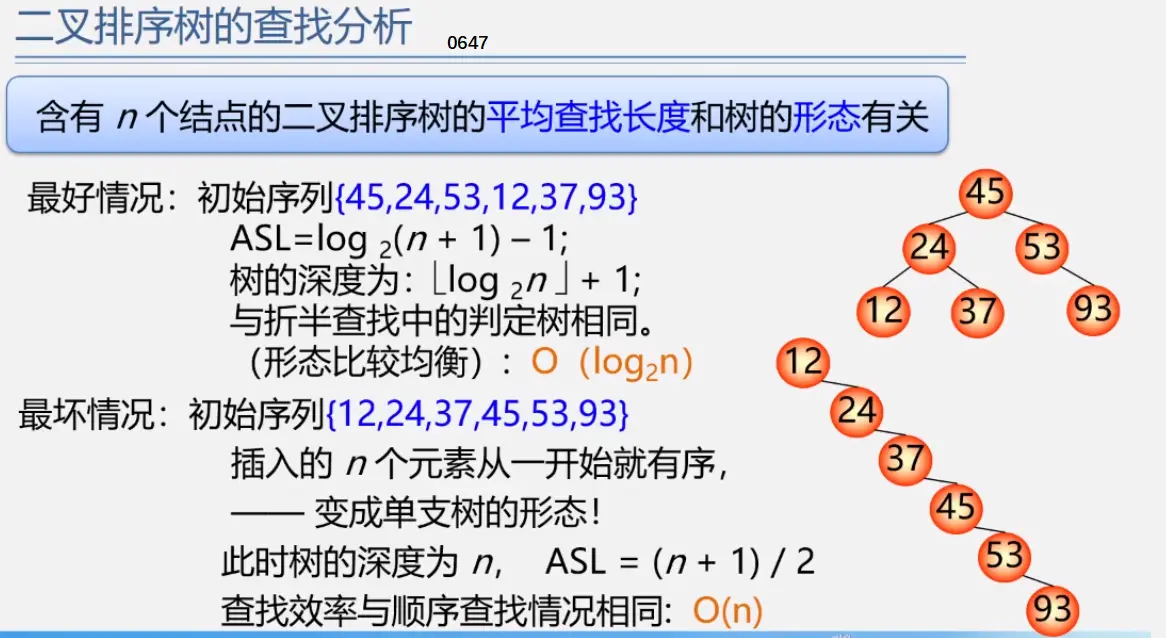 二叉排序树的查找分析
0647
含有 n 个结点的二叉排序树的平均查找长度和树的形态有关
最好情况：初始序列{45,24,53,12,37,93}
ASL=log ₂(n + 1) – 1;
树的深度为：⌊log ₂n ⌋ + 1;
与折半查找中的判定树相同。
（形态比较均衡）：O（log₂n）
最坏情况：初始序列{12,24,37,45,53,93}
插入的 n 个元素从一开始就有序，
—— 变成单支树的形态！
此时树的深度为 n， ASL = (n + 1) / 2
查找效率与顺序查找情况相同: O(n)
45
24 53
12 37 93
12
24
37
45
53
93